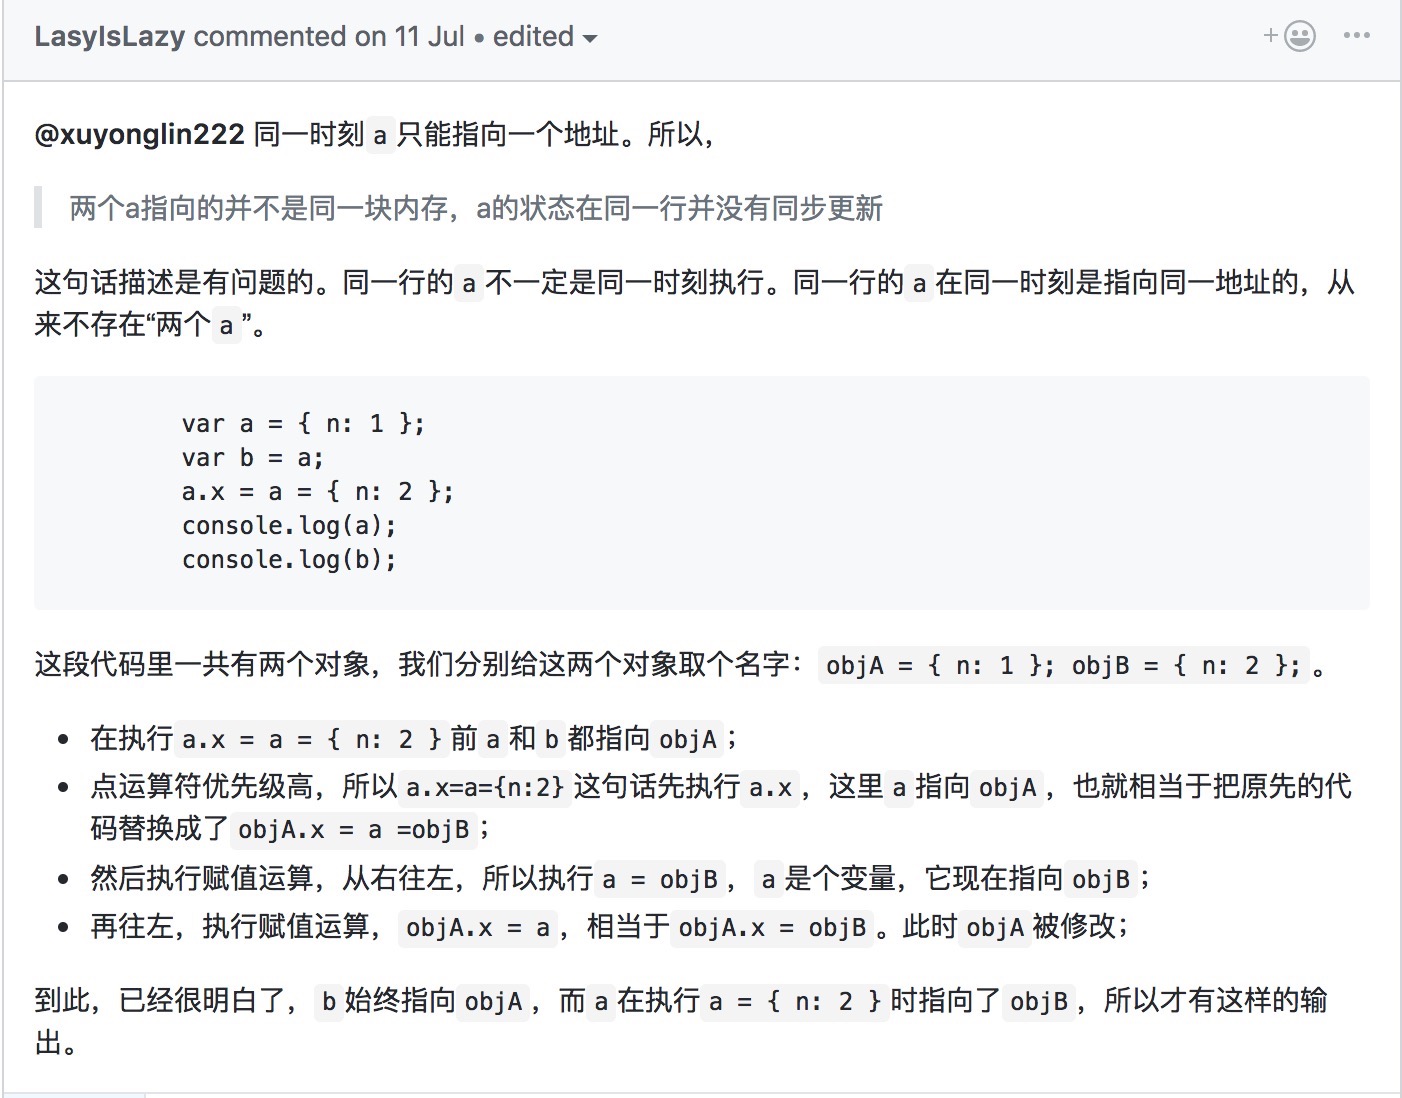 LasyIsLazy commented on 11 Jul • edited
@xuyonglin222 同一时刻 a 只能指向一个地址。所以，
两个a指向的并不是同一块内存，a的状态在同一行并没有同步更新
这句话描述是有问题的。同一行的 a 不一定是同一时刻执行。同一行的 a 在同一时刻是指向同一地址的，从
来不存在“两个 a ”。
var a = { n: 1 };
var b = a;
a.x = a = { n: 2 };
console.log(a);
console.log(b);
这段代码里一共有两个对象，我们分别给这两个对象取个名字： objA = { n: 1 }; objB = { n: 2 }; 。
• 在执行 a.x = a = { n: 2 } 前 a 和 b 都指向 objA ；
• 点运算符优先级高，所以 a.x=a={n:2} 这句话先执行 a.x ，这里 a 指向 objA ，也就相当于把原先的代
码替换成了 objA.x = a =objB ；
• 然后执行赋值运算，从右往左，所以执行 a = objB ， a 是个变量，它现在指向 objB ；
• 再往左，执行赋值运算， objA.x = a ，相当于 objA.x = objB 。此时 objA 被修改；
到此，已经很明白了， b 始终指向 objA ，而 a 在执行 a = { n: 2 } 时指向了 objB ，所以才有这样的输
出。